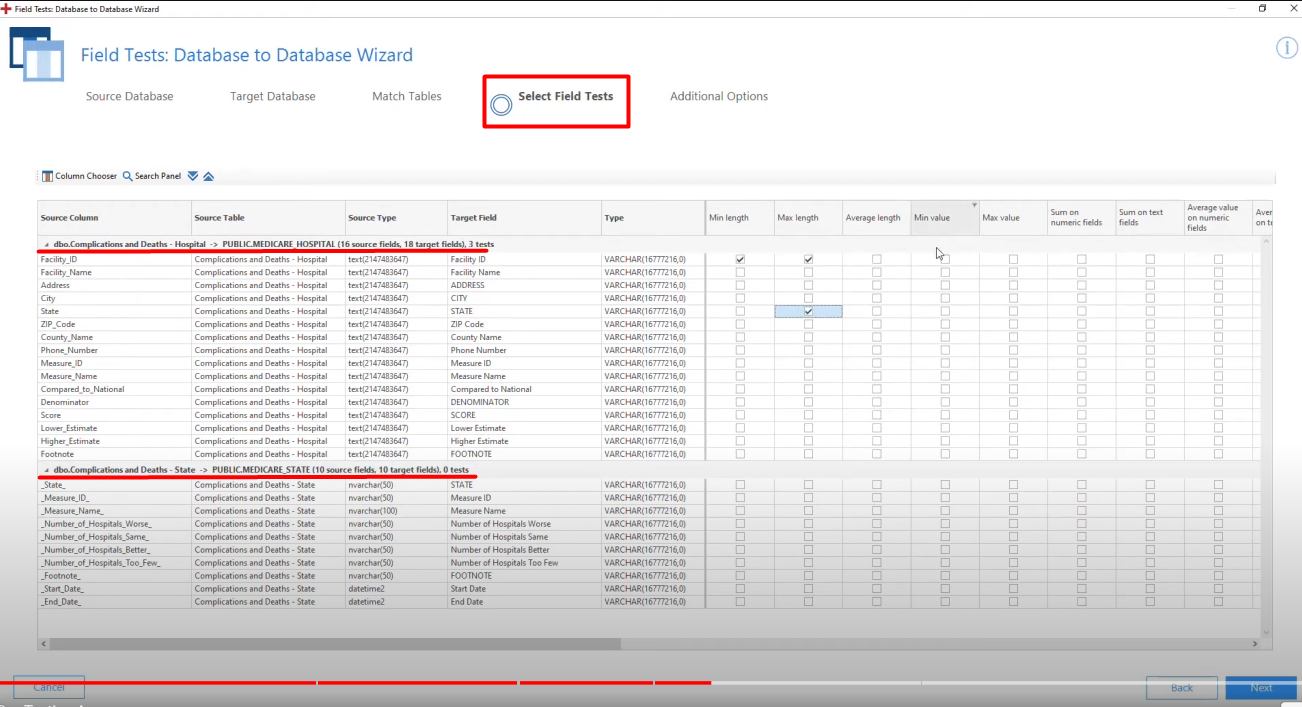 Field Tests: Database to Database Wizard
Field Tests: Database to Database Wizard
Source Database Target Database Match Tables Select Field Tests Additional Options
Column Chooser Search Panel
Source Column Source Table Source Type Target Field Type Min length Max length Average length Min value Max value Sum on numeric fields Sum on text fields Average value on numeric fields
dbo.Complications and Deaths - Hospital -> PUBLIC.MEDICARE_HOSPITAL (16 source fields, 18 target fields), 3 tests
Facility_ID Complications and Deaths - Hospital text(2147483647) Facility ID VARCHAR(16777216,0)
Facility_Name Complications and Deaths - Hospital text(2147483647) Facility Name VARCHAR(16777216,0)
Address Complications and Deaths - Hospital text(2147483647) ADDRESS VARCHAR(16777216,0)
City Complications and Deaths - Hospital text(2147483647) CITY VARCHAR(16777216,0)
State Complications and Deaths - Hospital text(2147483647) STATE VARCHAR(16777216,0)
ZIP_Code Complications and Deaths - Hospital text(2147483647) ZIP Code VARCHAR(16777216,0)
County_Name Complications and Deaths - Hospital text(2147483647) County Name VARCHAR(16777216,0)
Phone_Number Complications and Deaths - Hospital text(2147483647) Phone Number VARCHAR(16777216,0)
Measure_ID Complications and Deaths - Hospital text(2147483647) Measure ID VARCHAR(16777216,0)
Measure_Name Complications and Deaths - Hospital text(2147483647) Measure Name VARCHAR(16777216,0)
Compared_to_National Complications and Deaths - Hospital text(2147483647) Compared to National VARCHAR(16777216,0)
Denominator Complications and Deaths - Hospital text(2147483647) DENOMINATOR VARCHAR(16777216,0)
Score Complications and Deaths - Hospital text(2147483647) SCORE VARCHAR(16777216,0)
Lower_Estimate Complications and Deaths - Hospital text(2147483647) Lower Estimate VARCHAR(16777216,0)
Higher_Estimate Complications and Deaths - Hospital text(2147483647) Higher Estimate VARCHAR(16777216,0)
Footnote Complications and Deaths - Hospital text(2147483647) FOOTNOTE VARCHAR(16777216,0)
dbo.Complications and Deaths - State -> PUBLIC.MEDICARE_STATE (10 source fields, 10 target fields), 0 tests
_State_ Complications and Deaths - State nvarchar(50) STATE VARCHAR(16777216,0)
_Measure_ID_ Complications and Deaths - State nvarchar(50) Measure ID VARCHAR(16777216,0)
_Measure_Name_ Complications and Deaths - State nvarchar(100) Measure Name VARCHAR(16777216,0)
_Number_of_Hospitals_Worse_ Complications and Deaths - State nvarchar(50) Number of Hospitals Worse VARCHAR(16777216,0)
_Number_of_Hospitals_Same_ Complications and Deaths - State nvarchar(50) Number of Hospitals Same VARCHAR(16777216,0)
_Number_of_Hospitals_Better_ Complications and Deaths - State nvarchar(50) Number of Hospitals Better VARCHAR(16777216,0)
_Number_of_Hospitals_Too_Few_ Complications and Deaths - State nvarchar(50) Number of Hospitals Too Few VARCHAR(16777216,0)
_Footnote_ Complications and Deaths - State nvarchar(50) FOOTNOTE VARCHAR(16777216,0)
_Start_Date_ Complications and Deaths - State datetime2 Start Date VARCHAR(16777216,0)
_End_Date_ Complications and Deaths - State datetime2 End Date VARCHAR(16777216,0)
Cancel Back Next